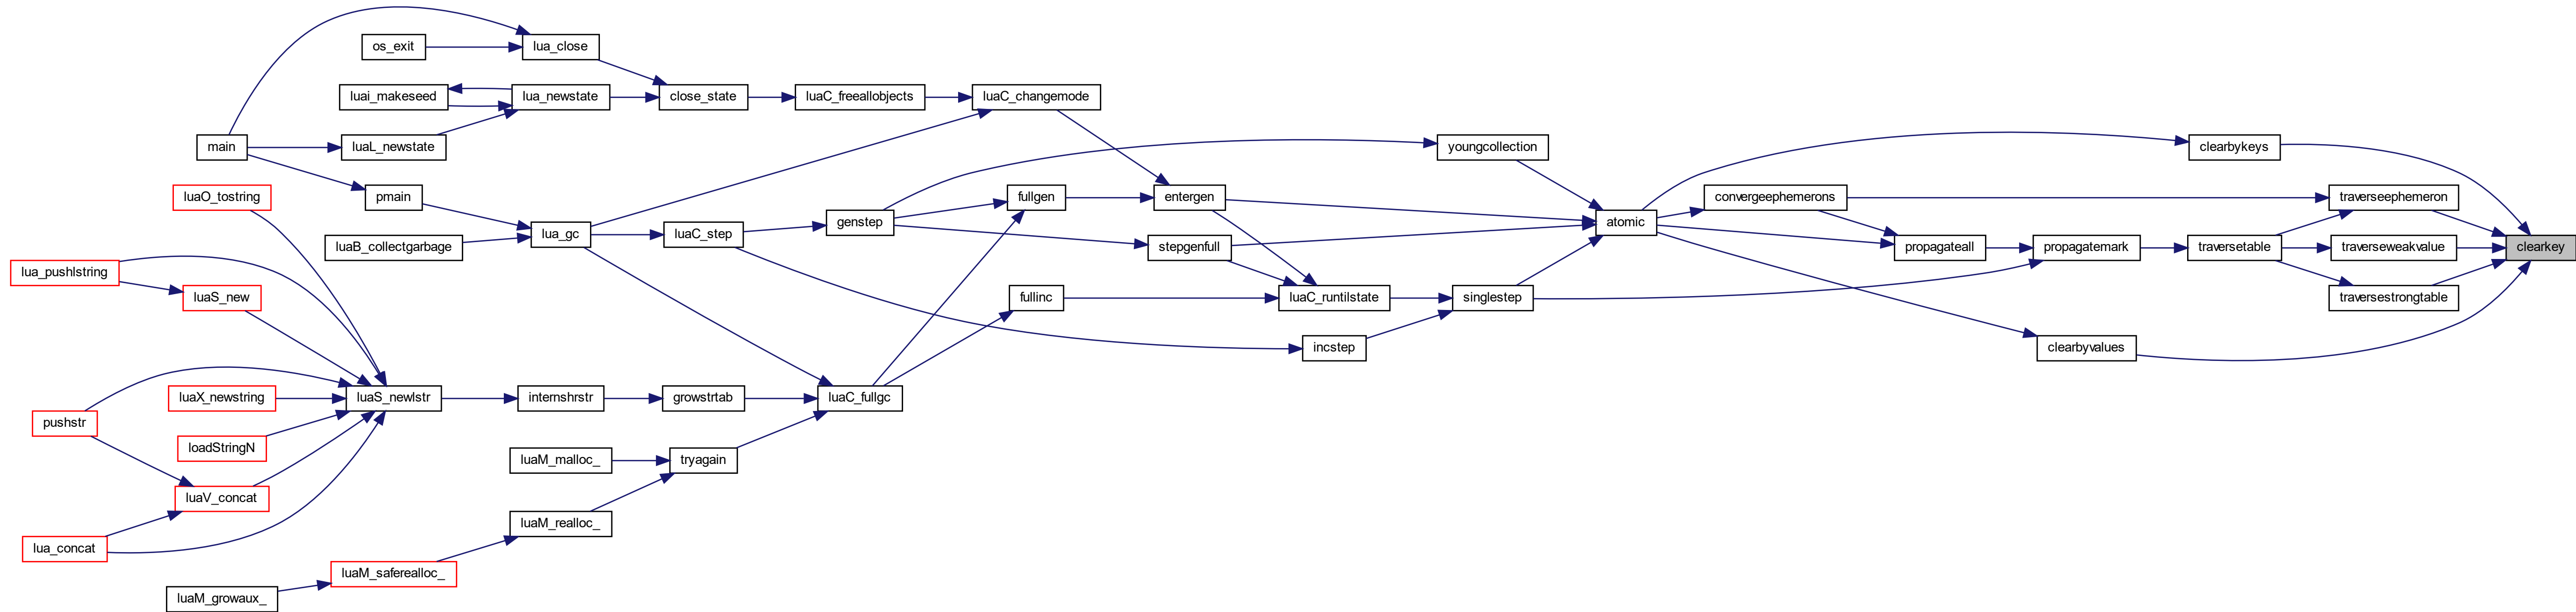 os_exit
lua_close
luai_makeseed
lua_newstate
close_state
luaC_freeallobjects
luaC_changemode
main
luaL_newstate
youngcollection
clearbykeys
luaO_tostring
pmain
fullgen
entergen
convergeephemerons
traverseephemeron
luaB_collectgarbage
lua_gc
luaC_step
genstep
stepgenfull
atomic
propagateall
propagatemark
traversetable
traverseweakvalue
clearkey
lua_pushlstring
luaS_new
fullinc
luaC_runtilstate
singlestep
traversestrongtable
incstep
clearbyvalues
luaX_newstring
luaS_newlstr
internshrstr
growstrtab
luaC_fullgc
pushstr
loadStringN
luaM_malloc_
tryagain
luaV_concat
luaM_realloc_
lua_concat
luaM_saferealloc_
luaM_growaux_